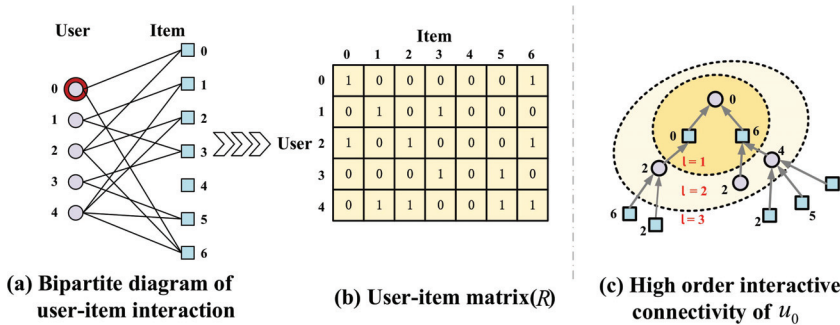 User Item
0
1
2
3
4
0
1
2
3
4
5
6
(a) Bipartite diagram of
user-item interaction
Item
0 1 2 3 4 5 6
User
0 1 0 0 0 0 0 1
1 0 1 0 1 0 0 0
2 1 0 1 0 0 0 1
3 0 0 0 1 0 1 0
4 0 1 1 0 0 1 1
(b) User-item matrix(R)
0
0 6
l = 1
2 4
2
l = 2
6 2 2 5
l = 3
(c) High order interactive
connectivity of u0